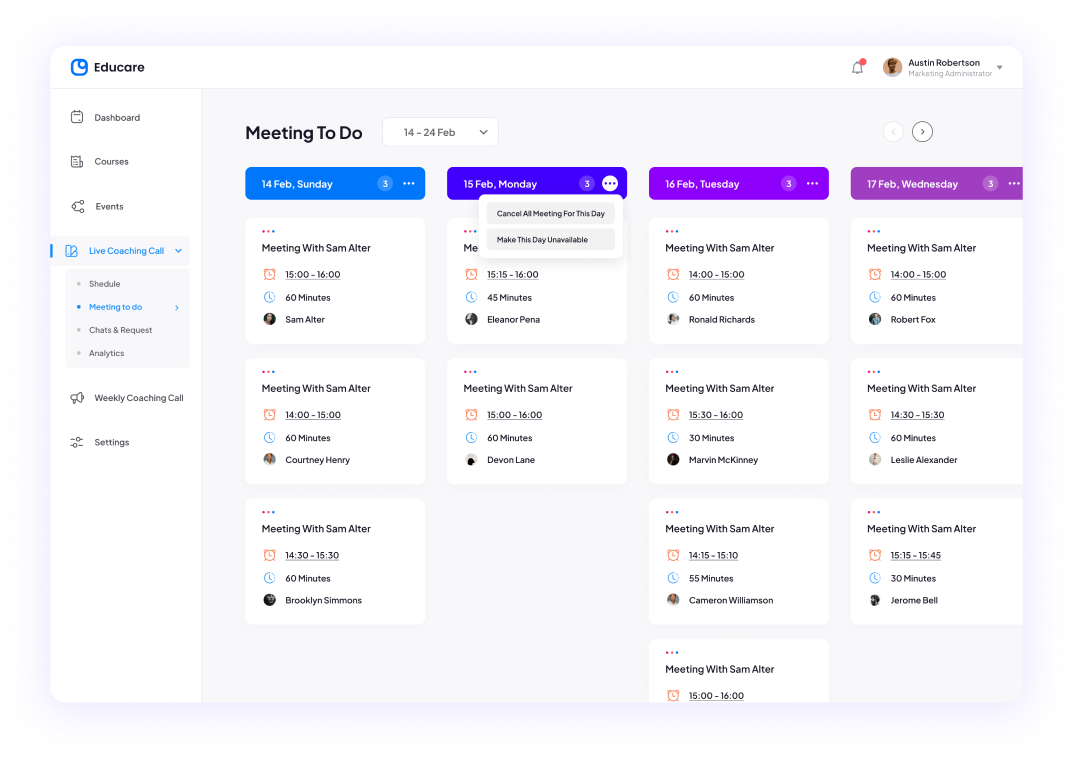 Educare
Austin Robertson
Marketing Administrator
Dashboard
Courses
Events
Live Coaching Call
Shedule
Meeting to do
Chats & Request
Analytics
Weekly Coaching Call
Settings
Meeting To Do
14 - 24 Feb
14 Feb, Sunday 3
Meeting With Sam Alter
15:00 - 16:00
60 Minutes
Sam Alter
Meeting With Sam Alter
14:00 - 15:00
60 Minutes
Courtney Henry
Meeting With Sam Alter
14:30 - 15:30
60 Minutes
Brooklyn Simmons
15 Feb, Monday 3
Cancel All Meeting For This Day
Make This Day Unavailable
Me
15:15 - 16:00
45 Minutes
Eleanor Pena
Meeting With Sam Alter
15:00 - 16:00
60 Minutes
Devon Lane
16 Feb, Tuesday 3
Meeting With Sam Alter
14:00 - 15:00
60 Minutes
Ronald Richards
Meeting With Sam Alter
15:30 - 16:00
30 Minutes
Marvin McKinney
Meeting With Sam Alter
14:15 - 15:10
55 Minutes
Cameron Williamson
Meeting With Sam Alter
15:00 - 16:00
17 Feb, Wednesday 3
Meeting With Sam Alter
14:00 - 15:00
60 Minutes
Robert Fox
Meeting With Sam Alter
14:30 - 15:30
60 Minutes
Leslie Alexander
Meeting With Sam Alter
15:15 - 15:45
30 Minutes
Jerome Bell